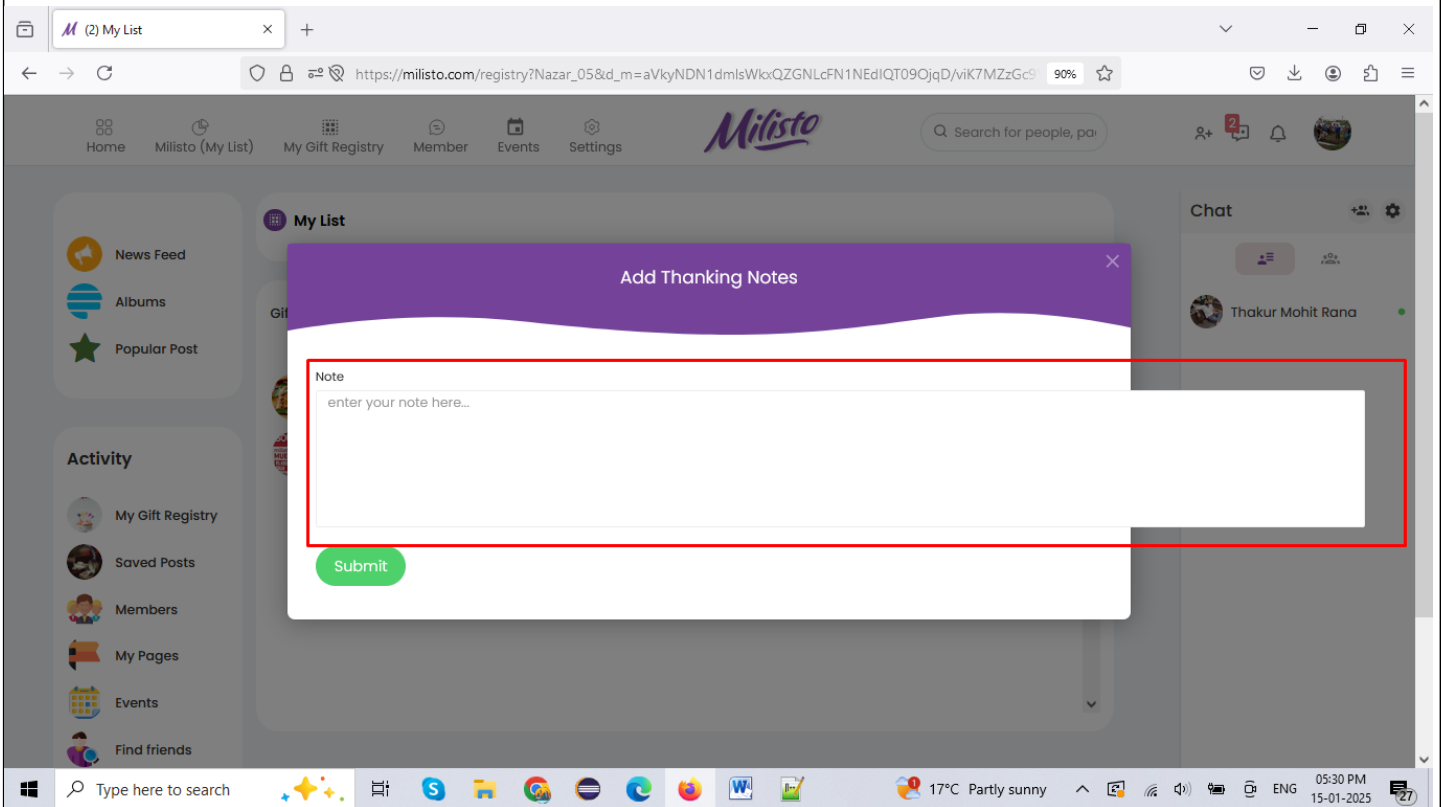 (2) My List
https://milisto.com/registry?Nazar_05&d_m=aVkyNDN1dmlsWkxQZGNLcFN1NEdIQT09OjqD/viK7MZzGc9
90%
Home
Milisto (My List)
My Gift Registry
Member
Events
Settings
Milisto
Search for people, pa
2
My List
Chat
News Feed
Albums
Popular Post
Add Thanking Notes
Thakur Mohit Rana
Note
enter your note here...
Submit
Activity
My Gift Registry
Saved Posts
Members
My Pages
Events
Find friends
Type here to search
17°C Partly sunny
ENG
05:30 PM
15-01-2025
27